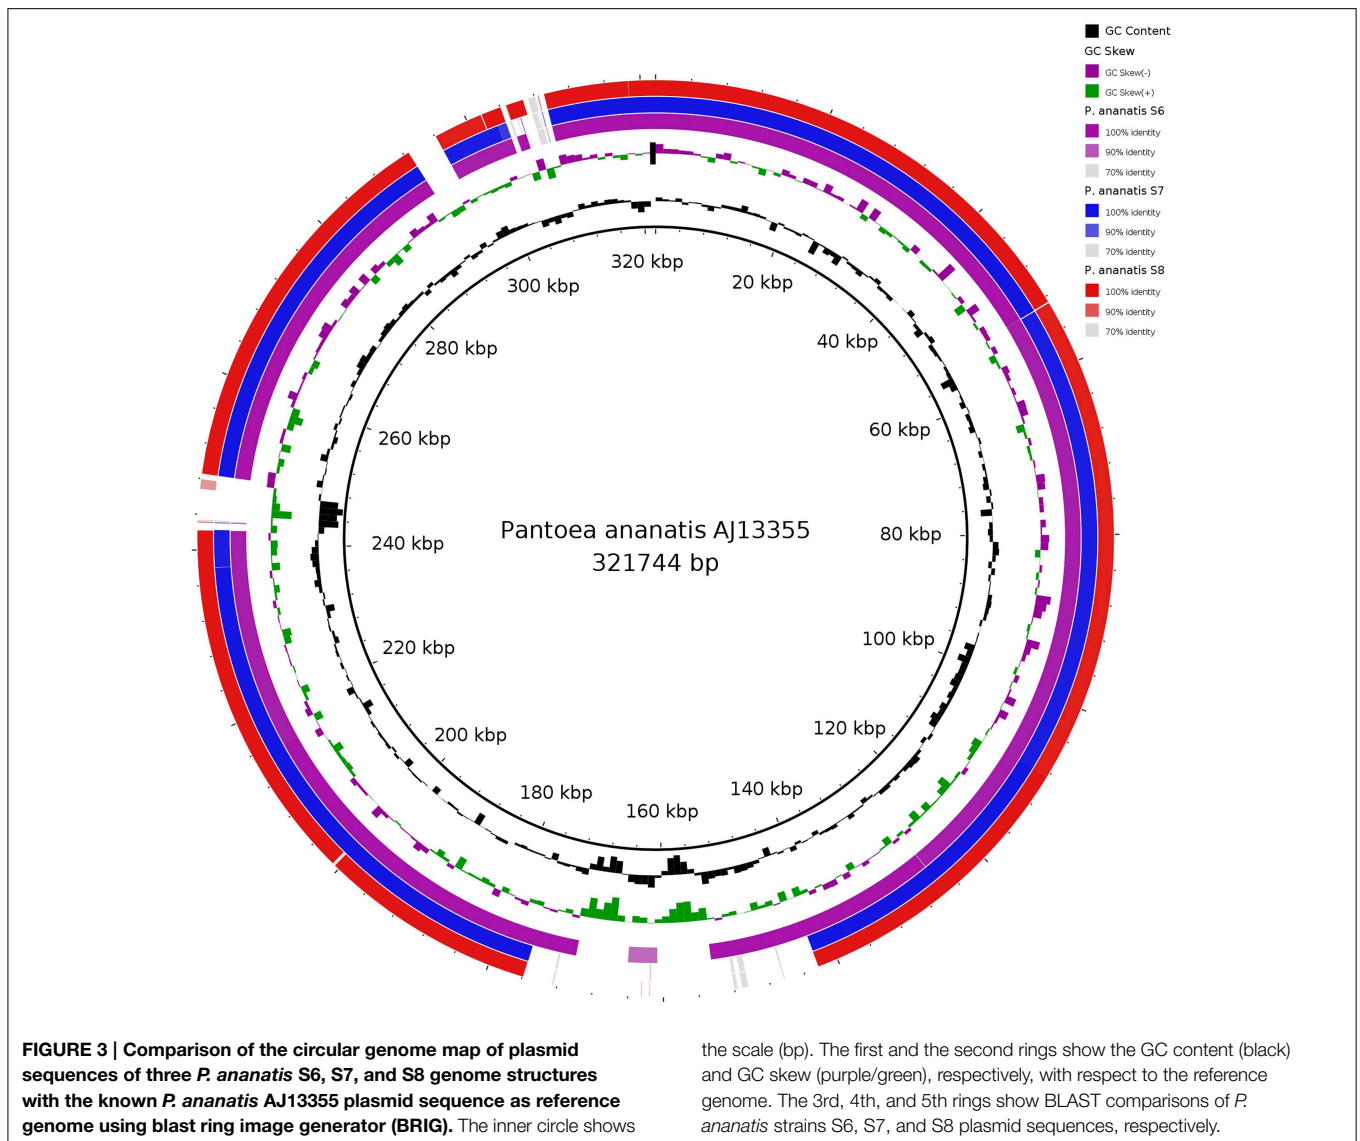 GC Content
GC Skew
GC Skew(-)
GC Skew(+)
P. ananatis S6
100% identity
90% identity
70% identity
P. ananatis S7
100% identity
90% identity
70% identity
P. ananatis S8
100% identity
90% identity
70% identity
320 kbp
20 kbp
40 kbp
60 kbp
80 kbp
100 kbp
120 kbp
140 kbp
160 kbp
180 kbp
200 kbp
220 kbp
240 kbp
260 kbp
280 kbp
300 kbp
Pantoea ananatis AJ13355
321744 bp
FIGURE 3 | Comparison of the circular genome map of plasmid
sequences of three P. ananatis S6, S7, and S8 genome structures
with the known P. ananatis AJ13355 plasmid sequence as reference
genome using blast ring image generator (BRIG). The inner circle shows
the scale (bp). The first and the second rings show the GC content (black)
and GC skew (purple/green), respectively, with respect to the reference
genome. The 3rd, 4th, and 5th rings show BLAST comparisons of P.
ananatis strains S6, S7, and S8 plasmid sequences, respectively.